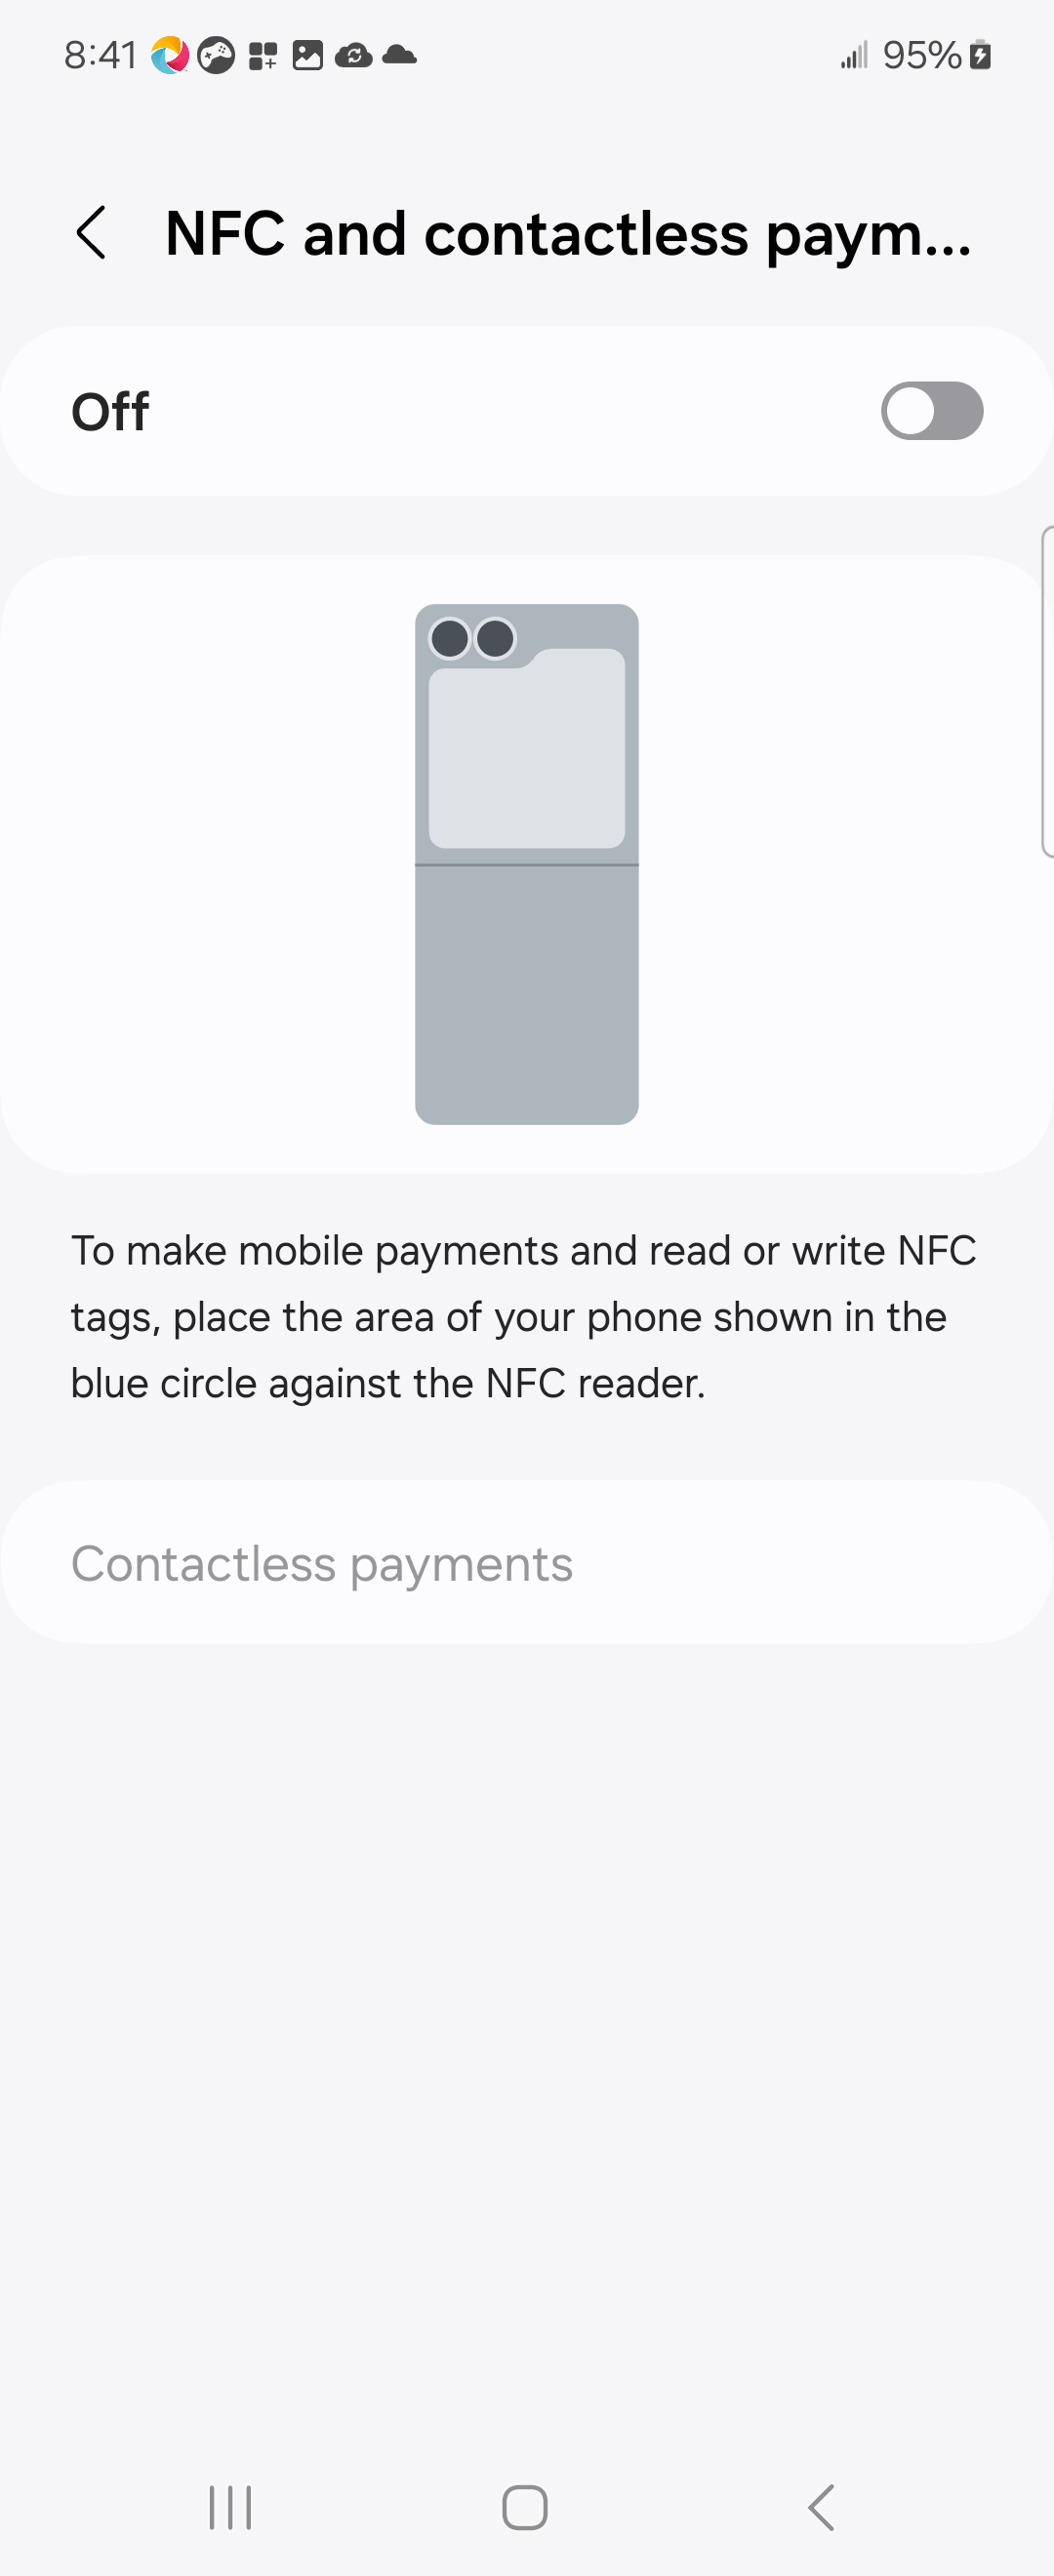 8:41
95%
NFC and contactless paym...
Off
To make mobile payments and read or write NFC
tags, place the area of your phone shown in the
blue circle against the NFC reader.
Contactless payments